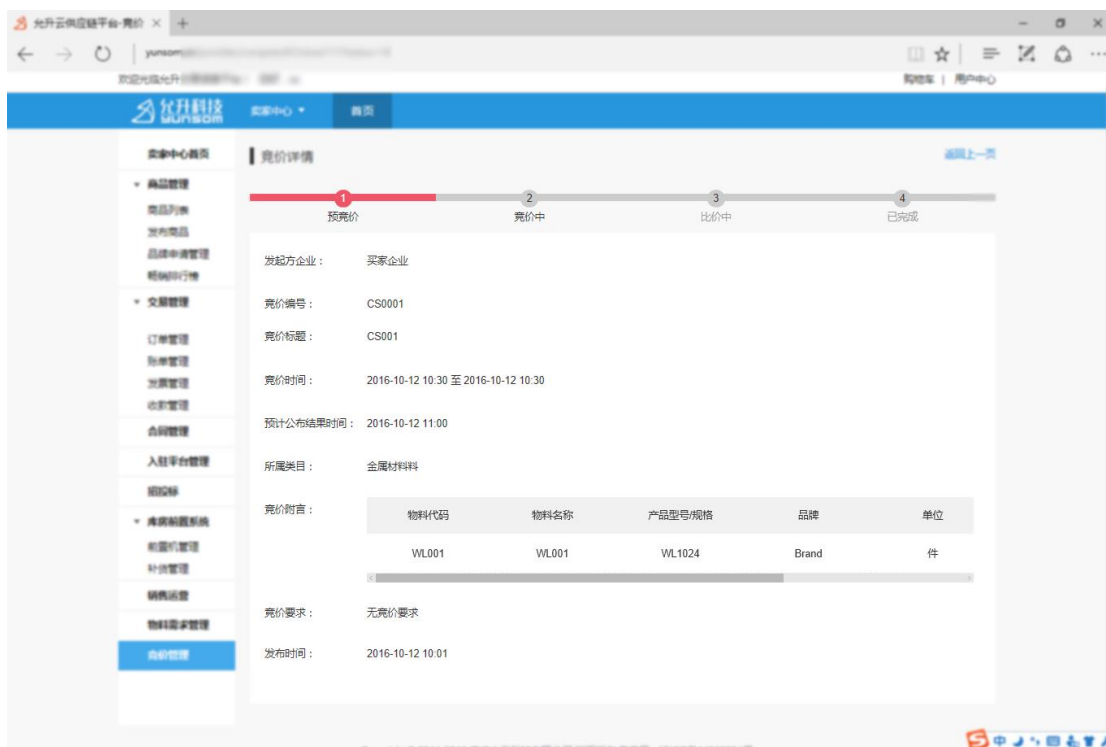 允升云供应链平台-竞价
yunsom
欢迎光临允升
购物车 | 用户中心
允升科技
yunsom
卖家中心
首页
卖家中心首页
竞价详情
返回上一页
商品管理
商品列表
发布商品
品牌申请管理
畅销排行榜
交易管理
订单管理
账单管理
发票管理
收款管理
合同管理
入驻平台管理
招投标
库房前置系统
前置机管理
补货管理
销售运营
物料需求管理
竞价管理
1 2 3 4
预竞价 竞价中 比价中 已完成
发起方企业： 买家企业
竞价编号： CS0001
竞价标题： CS001
竞价时间： 2016-10-12 10:30 至 2016-10-12 10:30
预计公布结果时间： 2016-10-12 11:00
所属类目： 金属材料料
竞价附言： 物料代码 物料名称 产品型号/规格 品牌 单位
WL001 WL001 WL1024 Brand 件
竞价要求： 无竞价要求
发布时间： 2016-10-12 10:01
中